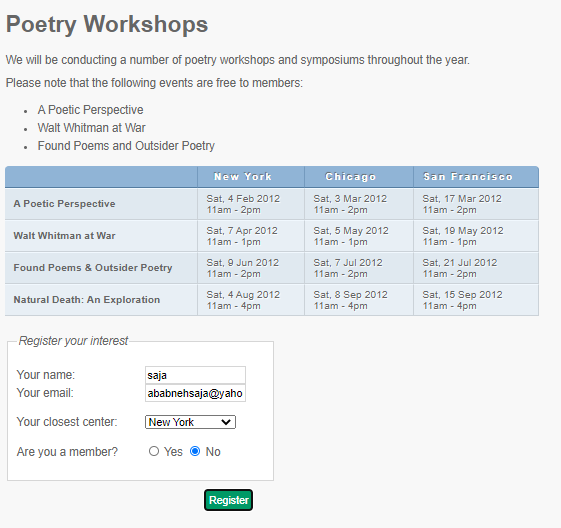 Poetry Workshops
We will be conducting a number of poetry workshops and symposiums throughout the year.
Please note that the following events are free to members:
• A Poetic Perspective
• Walt Whitman at War
• Found Poems and Outsider Poetry
New York Chicago San Francisco
A Poetic Perspective Sat, 4 Feb 2012 Sat, 3 Mar 2012 Sat, 17 Mar 2012
11am - 2pm 11am - 2pm 11am - 2pm
Walt Whitman at War Sat, 7 Apr 2012 Sat, 5 May 2012 Sat, 19 May 2012
11am - 1pm 11am - 1pm 11am - 1pm
Found Poems & Outsider Poetry Sat, 9 Jun 2012 Sat, 7 Jul 2012 Sat, 21 Jul 2012
11am - 2pm 11am - 2pm 11am - 2pm
Natural Death: An Exploration Sat, 4 Aug 2012 Sat, 8 Sep 2012 Sat, 15 Sep 2012
11am - 4pm 11am - 4pm 11am - 4pm
Register your interest
Your name: saja
Your email: ababnehsaja@yaho
Your closest center: New York
Are you a member? Yes No
Register